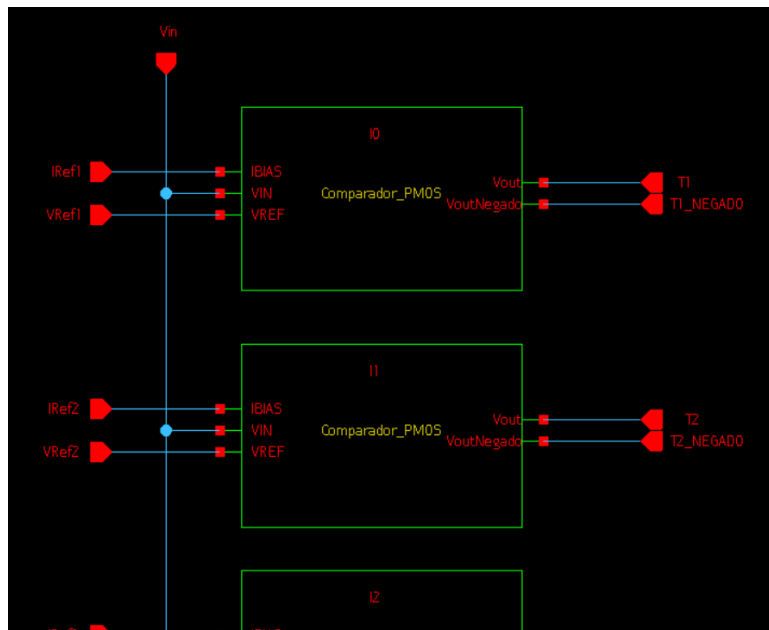 Vin
I0
IRef1
IBIAS
VIN
Comparador_PMOS
Vout
T1
VRef1
VREF
VoutNegado
T1_NEGADO
I1
IRef2
IBIAS
VIN
Comparador_PMOS
Vout
T2
VRef2
VREF
VoutNegado
T2_NEGADO
I2